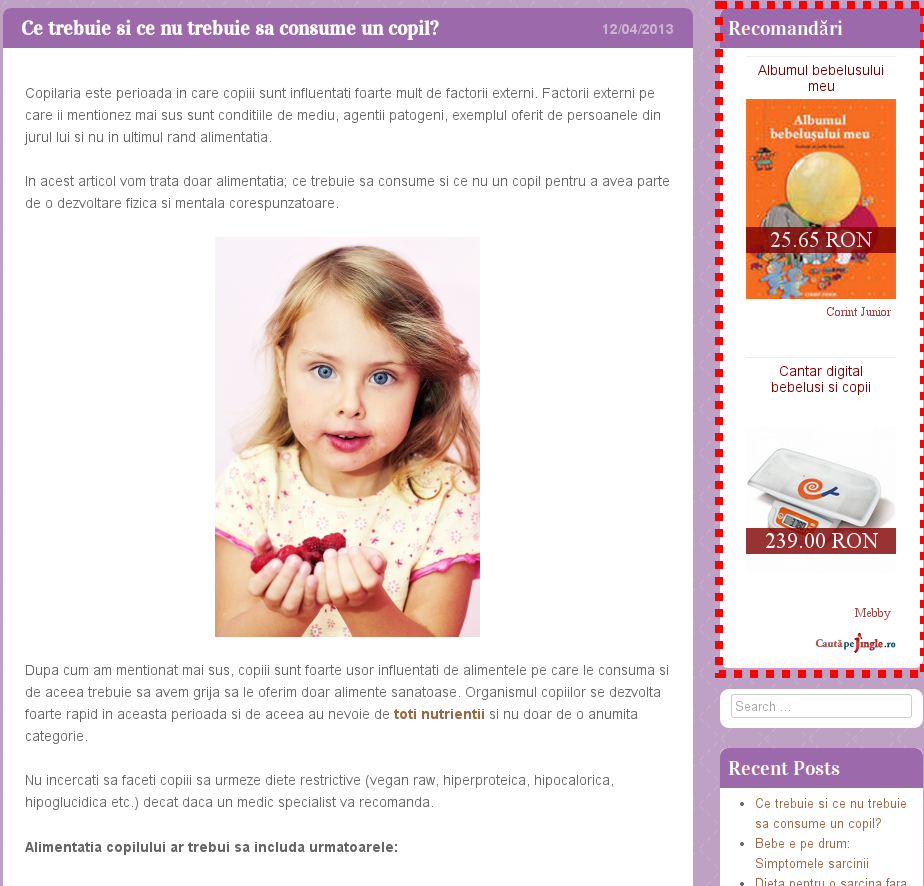 Ce trebuie si ce nu trebuie sa consume un copil?
12/04/2013
Copilaria este perioada in care copiii sunt influentati foarte mult de factorii externi. Factorii externi pe
care ii mentionez mai sus sunt conditiile de mediu, agentii patogeni, exemplul oferit de persoanele din
jurul lui si nu in ultimul rand alimentatia.
In acest articol vom trata doar alimentatia; ce trebuie sa consume si ce nu un copil pentru a avea parte
de o dezvoltare fizica si mentala corespunzatoare.
Dupa cum am mentionat mai sus, copiii sunt foarte usor influentati de alimentele pe care le consuma si
de aceea trebuie sa avem grija sa le oferim doar alimente sanatoase. Organismul copiilor se dezvolta
foarte rapid in aceasta perioada si de aceea au nevoie de toti nutrientii si nu doar de o anumita
categorie.
Nu incercati sa faceti copiii sa urmeze diete restrictive (vegan raw, hiperproteica, hipocalorica,
hipoglucidica etc.) decat daca un medic specialist va recomanda.
Alimentatia copilului ar trebui sa includa urmatoarele:
Recomandări
Albumul bebelusului
meu
Albumul
bebelușului meu
25.65 RON
CORINT JUNIOR
Corint Junior
Cantar digital
bebelusi si copii
239.00 RON
Mebby
Caută pe Jingle.ro
Search …
Recent Posts
Ce trebuie si ce nu trebuie
sa consume un copil?
Bebe e pe drum:
Simptomele sarcinii
Dieta pentru o sarcina fara